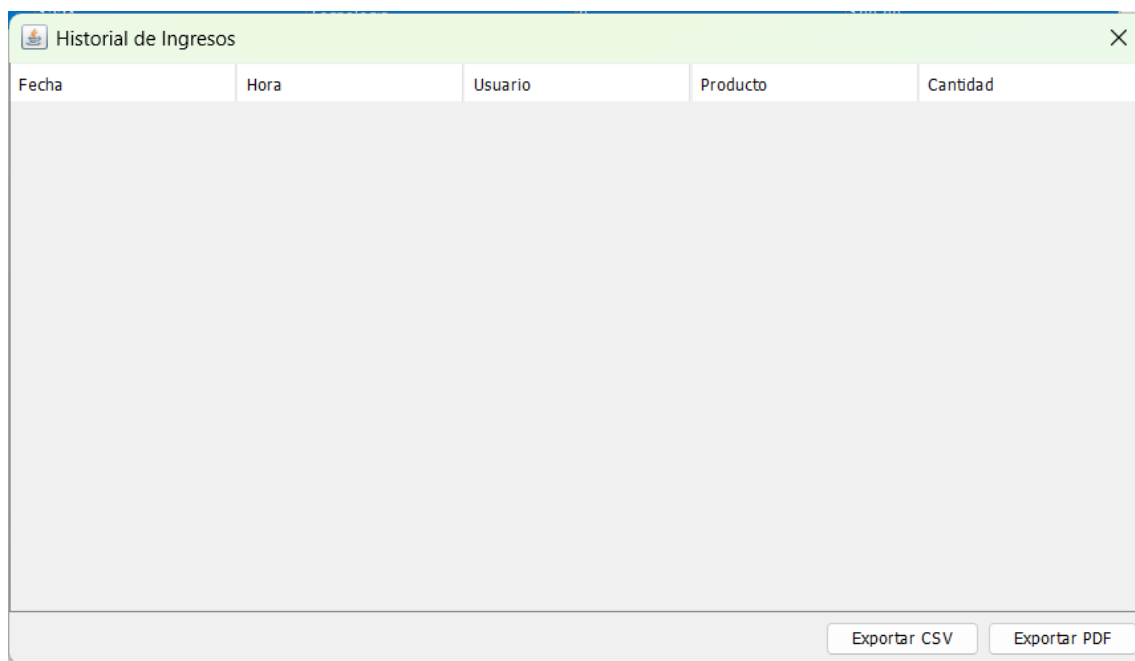 Historial de Ingresos
Fecha Hora Usuario Producto Cantidad
Exportar CSV Exportar PDF